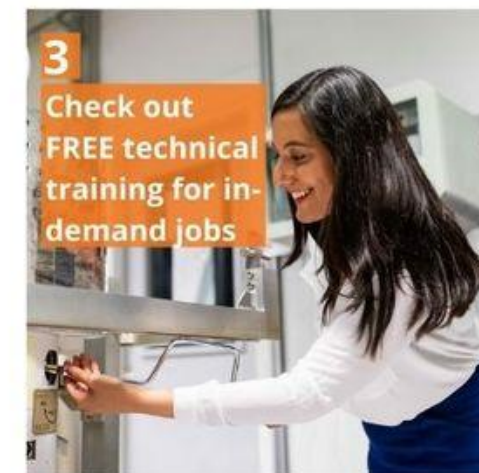 3
Check out
FREE technical
training for in-
demand jobs